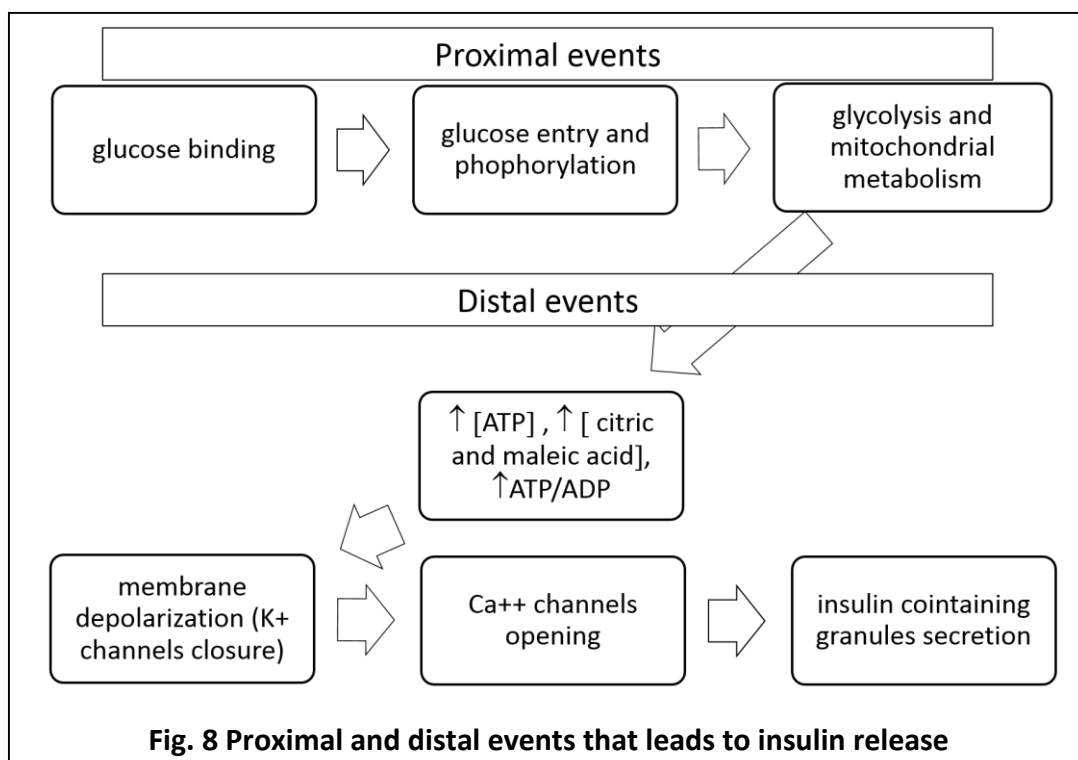 Proximal events
glucose binding
glucose entry and
phophorylation
glycolysis and
mitochondrial
metabolism
Distal events
↑ [ATP] , ↑ [ citric
and maleic acid],
↑ATP/ADP
membrane
depolarization (K+
channels closure)
Ca++ channels
opening
insulin cointaining
granules secretion
Fig. 8 Proximal and distal events that leads to insulin release